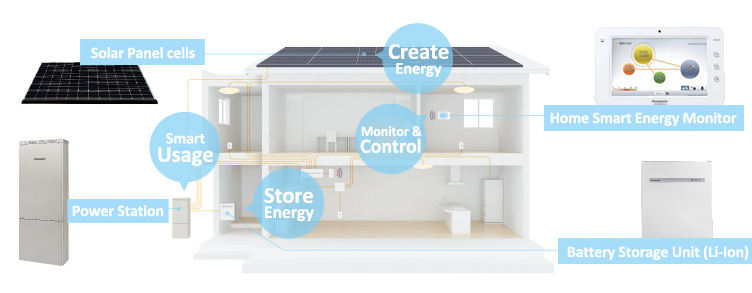 Solar Panel cells
Create
Energy
Panasonic
Home Smart Energy Monitor
Monitor &
Control
Smart
Usage
Store
Energy
Power Station
Battery Storage Unit (Li-Ion)